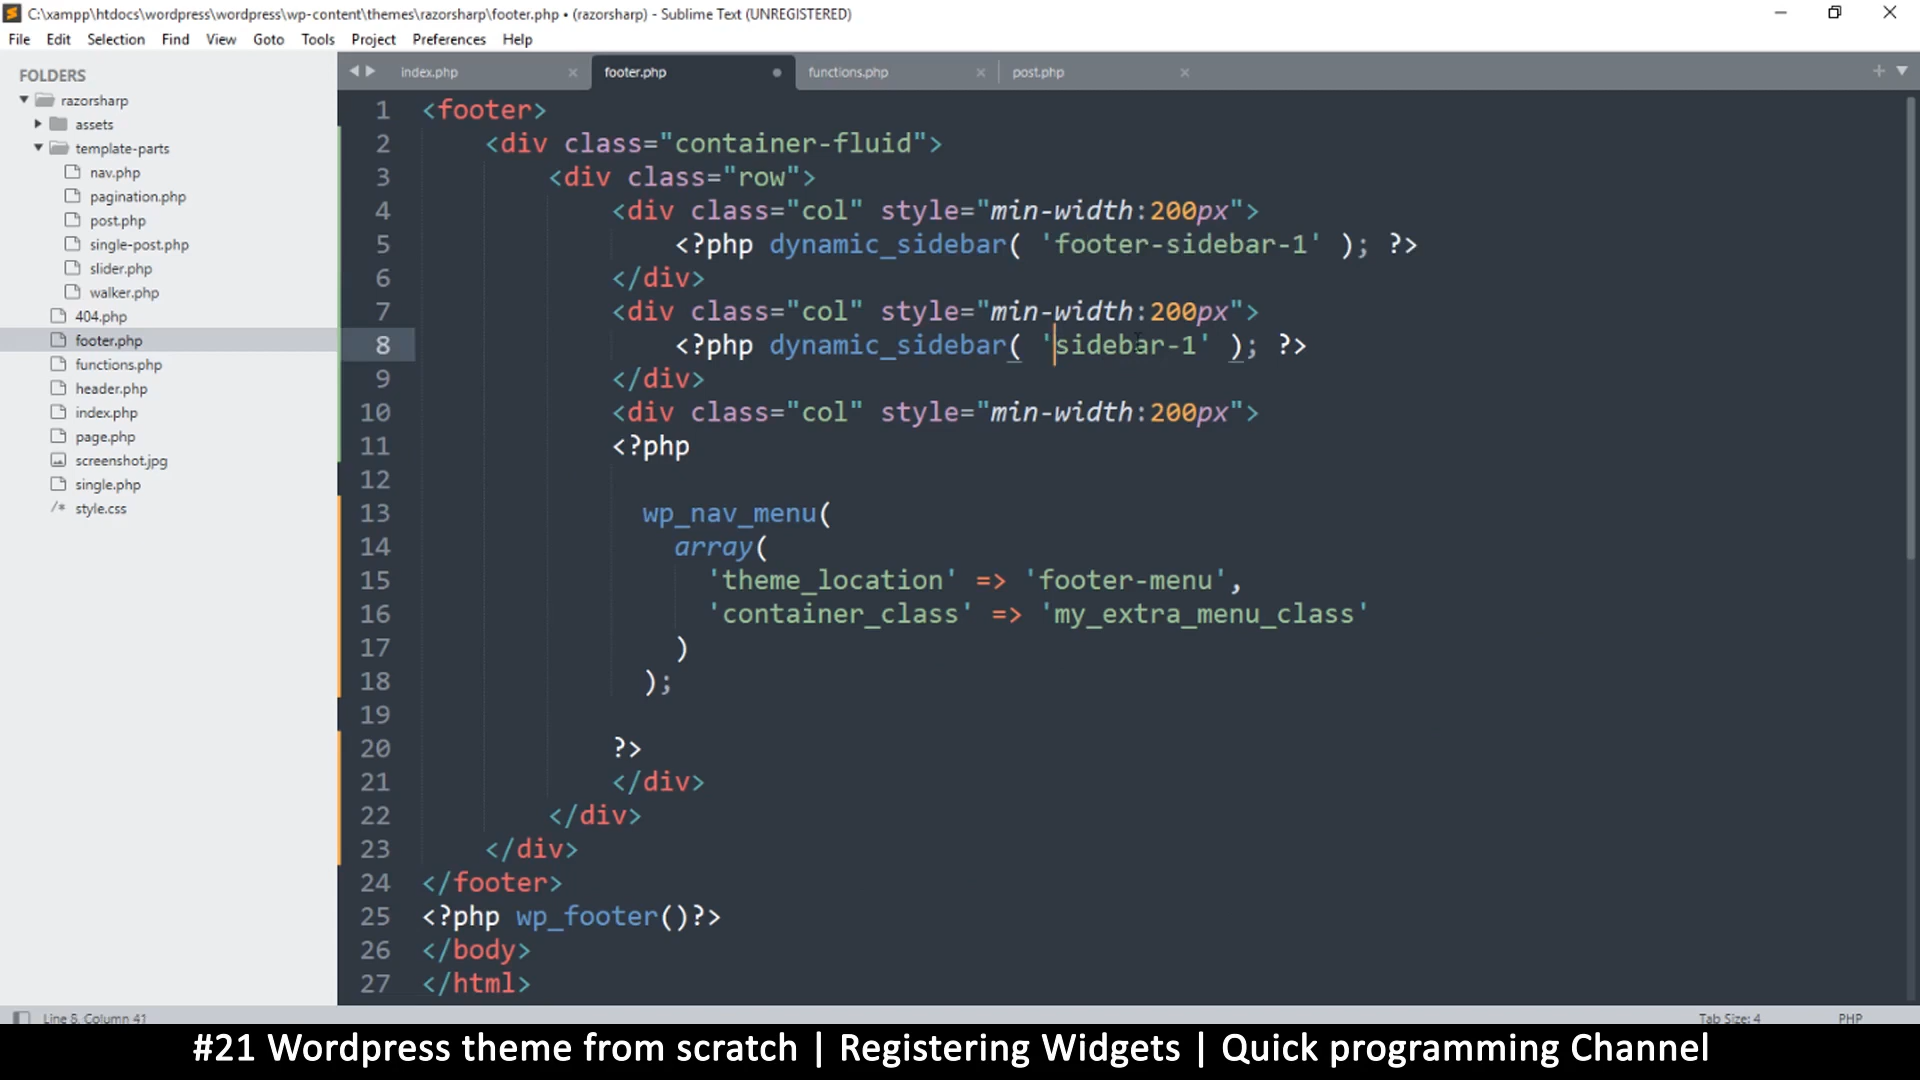 C:\xampp\htdocs\wordpress\wordpress\wp-content\themes\razorsharp\footer.php • (razorsharp) - Sublime Text (UNREGISTERED)
File Edit Selection Find View Goto Tools Project Preferences Help
FOLDERS
razorsharp
assets
template-parts
nav.php
pagination.php
post.php
single-post.php
slider.php
walker.php
404.php
footer.php
functions.php
header.php
index.php
page.php
screenshot.jpg
single.php
/* style.css
index.php footer.php functions.php post.php
1 <footer>
2 <div class="container-fluid">
3 <div class="row">
4 <div class="col" style="min-width:200px">
5 <?php dynamic_sidebar( 'footer-sidebar-1' ); ?>
6 </div>
7 <div class="col" style="min-width:200px">
8 <?php dynamic_sidebar( 'sidebar-1' ); ?>
9 </div>
10 <div class="col" style="min-width:200px">
11 <?php
12
13 wp_nav_menu(
14 array(
15 'theme_location' => 'footer-menu',
16 'container_class' => 'my_extra_menu_class'
17 )
18 );
19
20 ?>
21 </div>
22 </div>
23 </div>
24 </footer>
25 <?php wp_footer()?>
26 </body>
27 </html>
Line 8, Column 41 Tab Size: 4 PHP
#21 Wordpress theme from scratch | Registering Widgets | Quick programming Channel